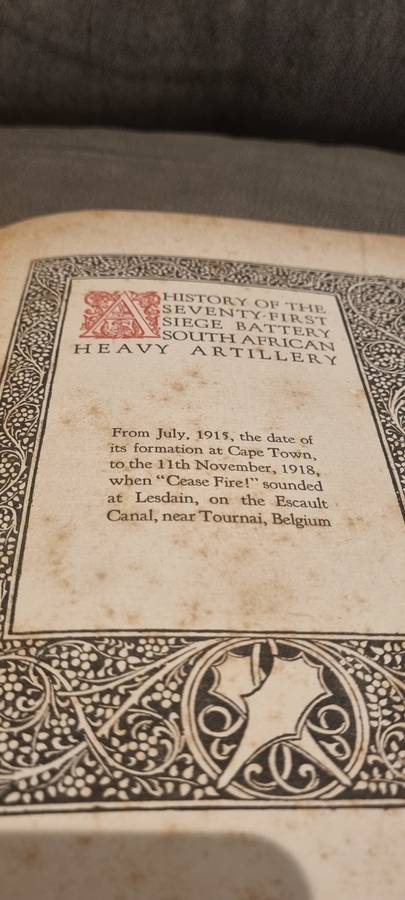 A HISTORY OF THE
SEVENTY-FIRST
SIEGE BATTERY
SOUTH AFRICAN
HEAVY ARTILLERY
From July, 1915, the date of
its formation at Cape Town,
to the 11th November, 1918,
when "Cease Fire!" sounded
at Lesdain, on the Escault
Canal, near Tournai, Belgium